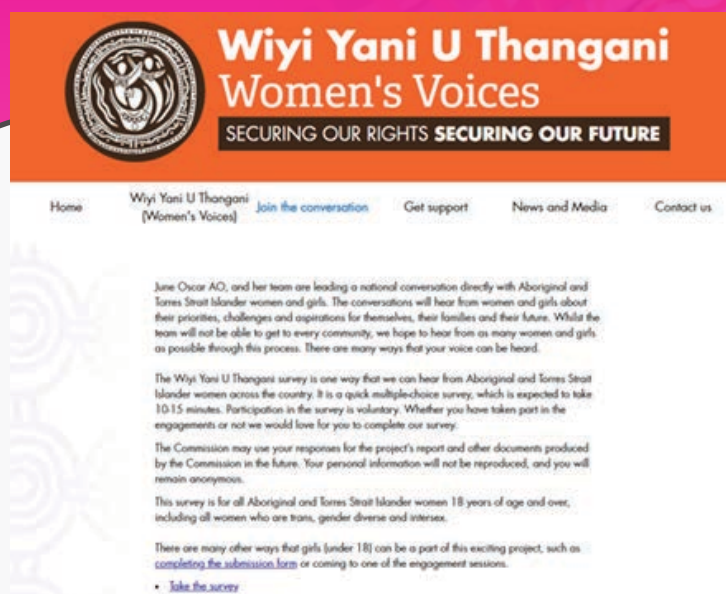 Wiyi Yani U Thangani
Women's Voices
SECURING OUR RIGHTS SECURING OUR FUTURE
Home
Wiyi Yani U Thangani
(Women's Voices)
Join the conversation
Get support
News and Media
Contact us
June Oscar AO, and her team are leading a national conversation directly with Aboriginal and
Torres Strait Islander women and girls. The conversations will hear from women and girls about
their priorities, challenges and aspirations for themselves, their families and their future. Whilst the
team will not be able to get to every community, we hope to hear from as many women and girls
as possible through this process. There are many ways that your voice can be heard.
The Wiyi Yani U Thangani survey is one way that we can hear from Aboriginal and Torres Strait
Islander women across the country. It is a quick multiple-choice survey, which is expected to take
10-15 minutes. Participation in the survey is voluntary. Whether you have taken part in the
engagements or not we would love for you to complete our survey.
The Commission may use your responses for the project's report and other documents produced
by the Commission in the future. Your personal information will not be reproduced, and you will
remain anonymous.
This survey is for all Aboriginal and Torres Strait Islander women 18 years of age and over,
including all women who are trans, gender diverse and intersex.
There are many other ways that girls (under 18) can be a part of this exciting project, such as
completing the submission form or coming to one of the engagement sessions.
• Take the survey